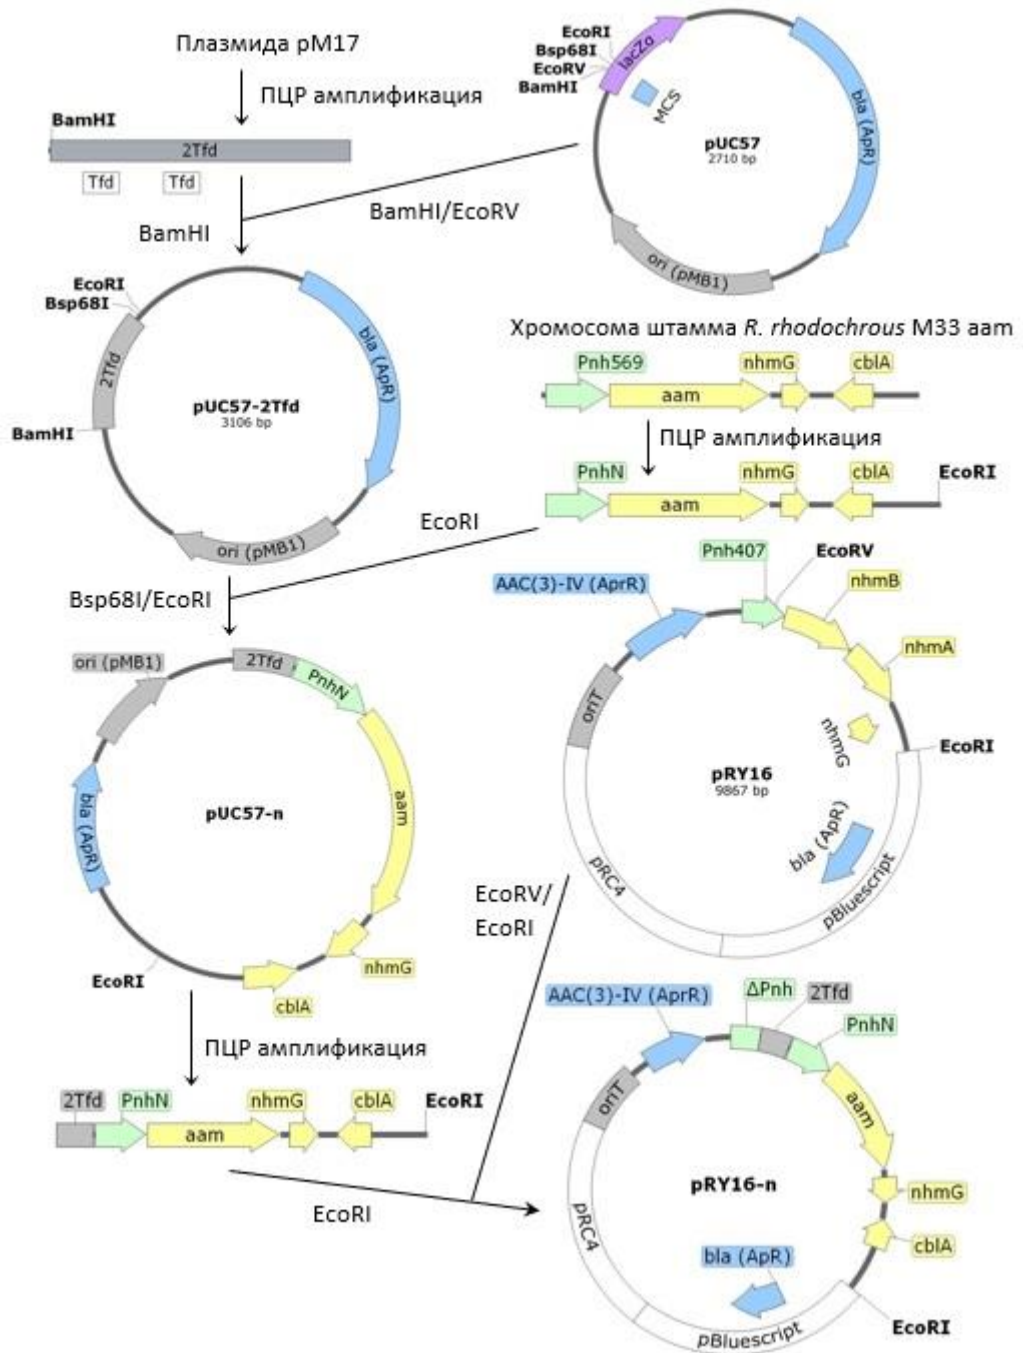 Плазмида pM17
ПЦР амплификация
BamHI
2Tfd
Tfd
Tfd
BamHI
EcoRI
Bsp68I
EcoRV
BamHI
lacZα
MCS
bla (ApR)
pUC57
2710 bp
ori (pMB1)
BamHI/EcoRV
EcoRI
Bsp68I
2Tfd
BamHI
bla (ApR)
pUC57-2Tfd
3106 bp
ori (pMB1)
Хромосома штамма R. rhodochrous M33 aam
Pnh569
nhmG
cblA
aam
ПЦР амплификация
PnhN
nhmG
cblA
EcoRI
aam
EcoRI
Bsp68I/EcoRI
Pnh407
EcoRV
AAC(3)-IV (AprR)
nhmB
nhmA
oriT
nhmG
EcoRI
pRY16
9867 bp
bla (ApR)
pRC4
pBluescript
ori (pMB1)
2Tfd
PnhN
aam
bla (ApR)
pUC57-n
EcoRI
nhmG
cblA
EcoRV/
EcoRI
ПЦР амплификация
2Tfd
PnhN
nhmG
cblA
EcoRI
aam
EcoRI
AAC(3)-IV (AprR)
ΔPnh
2Tfd
PnhN
oriT
aam
pRY16-n
nhmG
cblA
pRC4
bla (ApR)
pBluescript
EcoRI